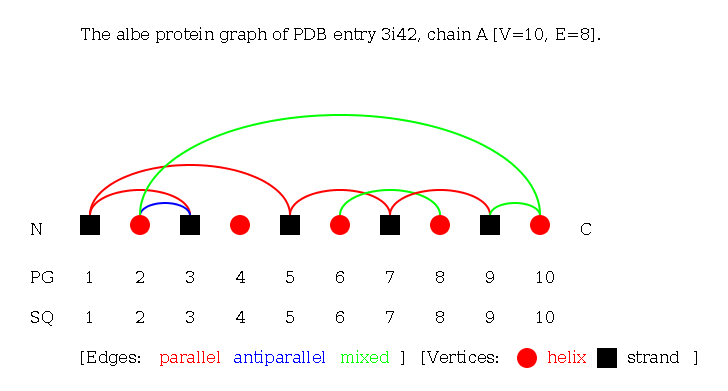 The albe protein graph of PDB entry 3i42, chain A [V=10, E=8].
N C
PG 1 2 3 4 5 6 7 8 9 10
SQ 1 2 3 4 5 6 7 8 9 10
[Edges: parallel antiparallel mixed ] [Vertices: helix strand ]